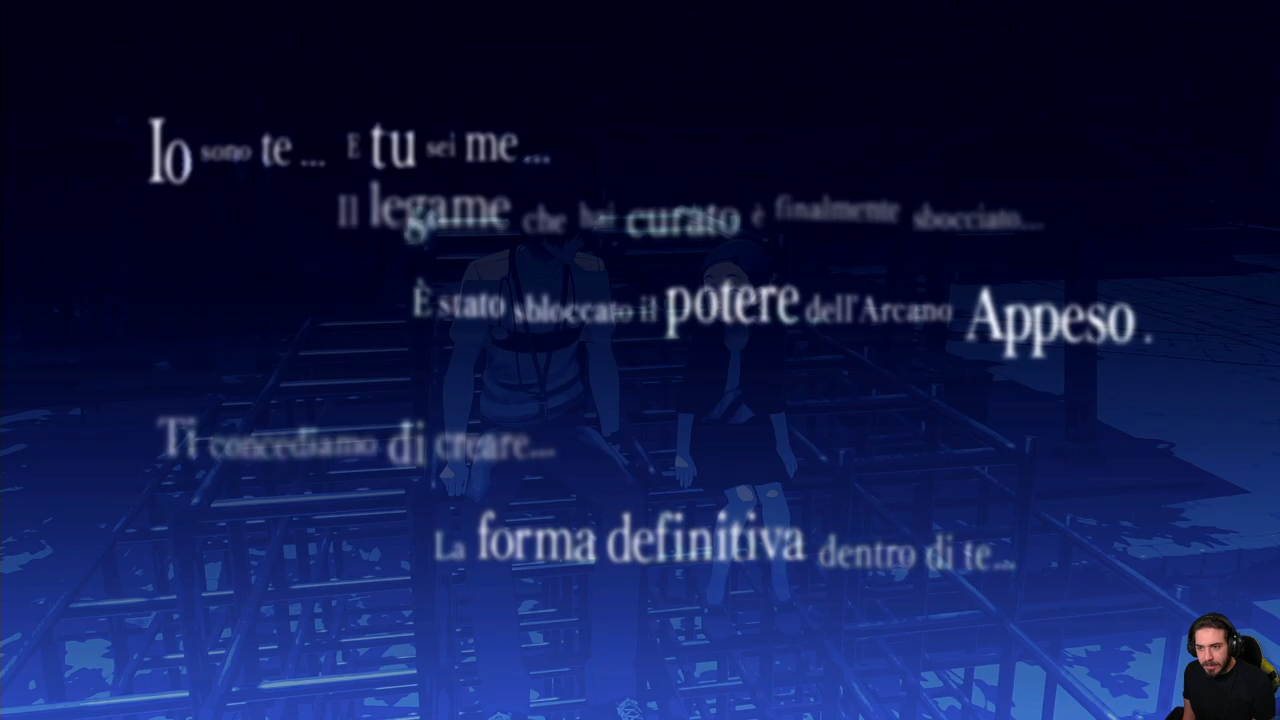 Io sono te... E tu sei me...
Il legame che hai curato è finalmente sbocciato...
È stato sbloccato il potere dell'Arcano Appeso.
Ti concediamo di creare...
La forma definitiva dentro di te...